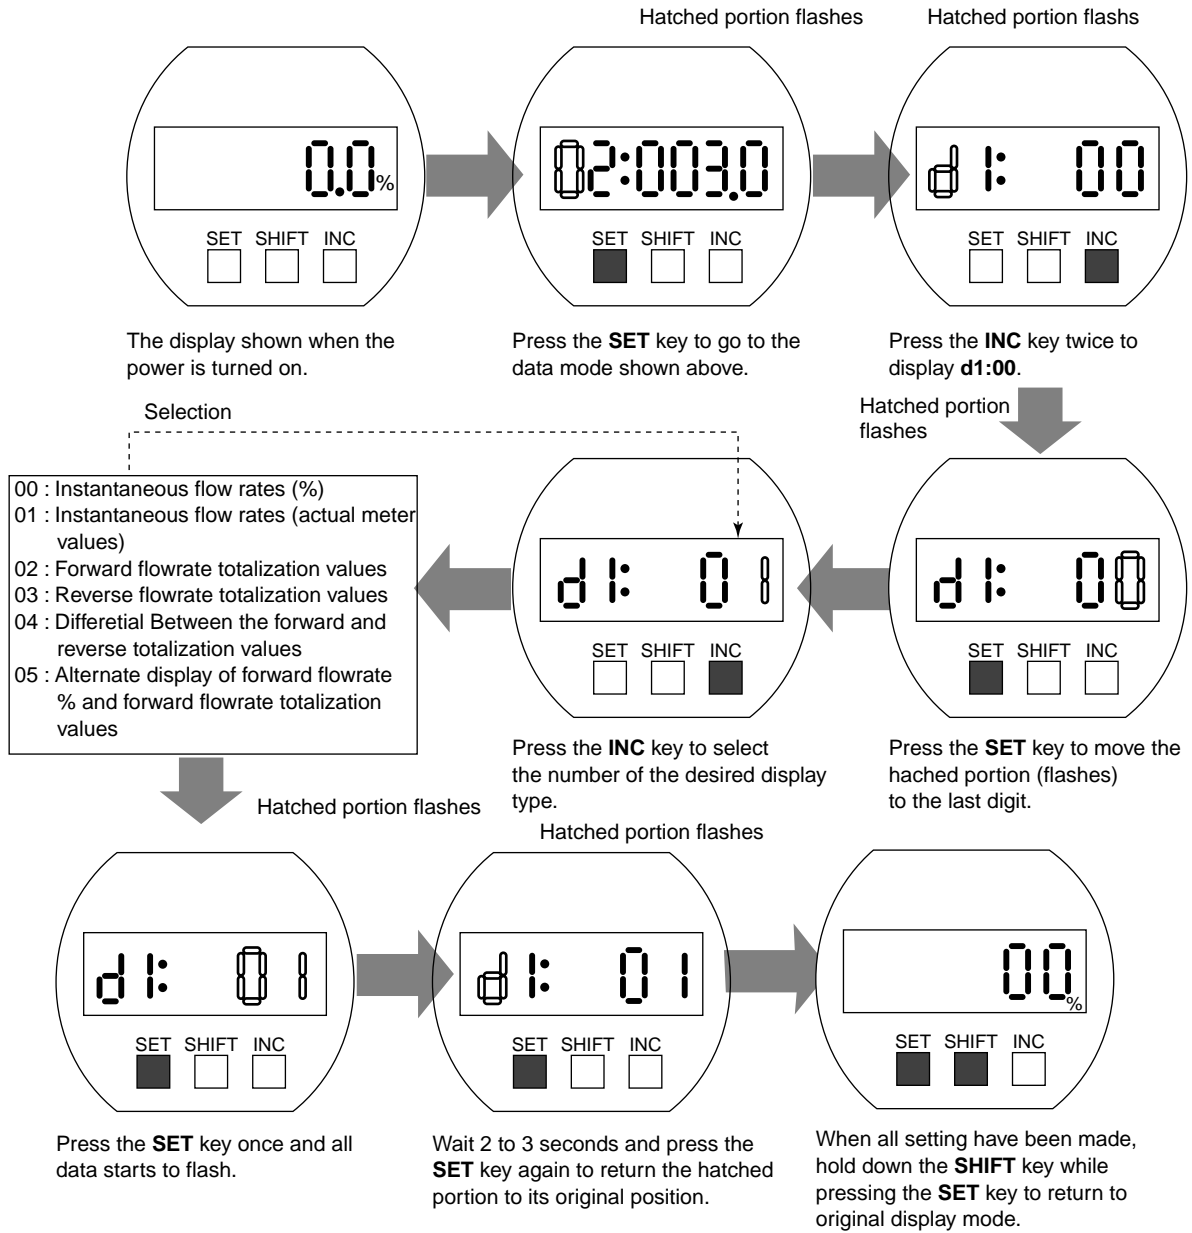 Hatched portion flashes
Hatched portion flashs
0.0%
SET SHIFT INC
02:003.0
SET SHIFT INC
d1: 00
SET SHIFT INC
The display shown when the
power is turned on.
Press the SET key to go to the
data mode shown above.
Press the INC key twice to
display d1:00.
Selection
Hatched portion
flashes
00 : Instantaneous flow rates (%)
01 : Instantaneous flow rates (actual meter
values)
02 : Forward flowrate totalization values
03 : Reverse flowrate totalization values
04 : Differetial Between the forward and
reverse totalization values
05 : Alternate display of forward flowrate
% and forward flowrate totalization
values
d1: 01
SET SHIFT INC
d1: 00
SET SHIFT INC
Press the INC key to select
the number of the desired display
type.
Press the SET key to move the
hached portion (flashes)
to the last digit.
Hatched portion flashes
Hatched portion flashes
d1: 01
SET SHIFT INC
d1: 01
SET SHIFT INC
00%
SET SHIFT INC
Press the SET key once and all
data starts to flash.
Wait 2 to 3 seconds and press the
SET key again to return the hatched
portion to its original position.
When all setting have been made,
hold down the SHIFT key while
pressing the SET key to return to
original display mode.